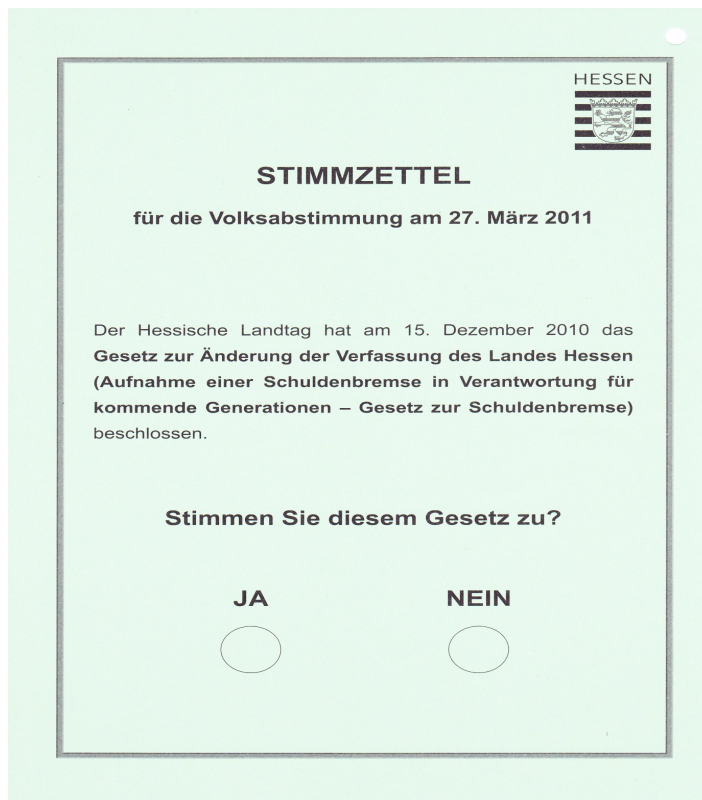 HESSEN
STIMMZETTEL
für die Volksabstimmung am 27. März 2011
Der Hessische Landtag hat am 15. Dezember 2010 das
Gesetz zur Änderung der Verfassung des Landes Hessen
(Aufnahme einer Schuldenbremse in Verantwortung für
kommende Generationen – Gesetz zur Schuldenbremse)
beschlossen.
Stimmen Sie diesem Gesetz zu?
JA NEIN